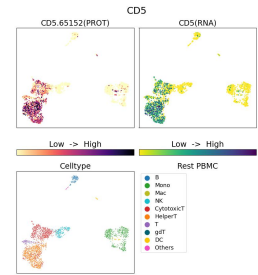 CD5
CD5.65152(PROT)
CD5(RNA)
Low -> High
Low -> High
Celltype
Rest PBMC
B
Mono
Mac
NK
CytotoxicT
HelperT
T
gdT
DC
Others